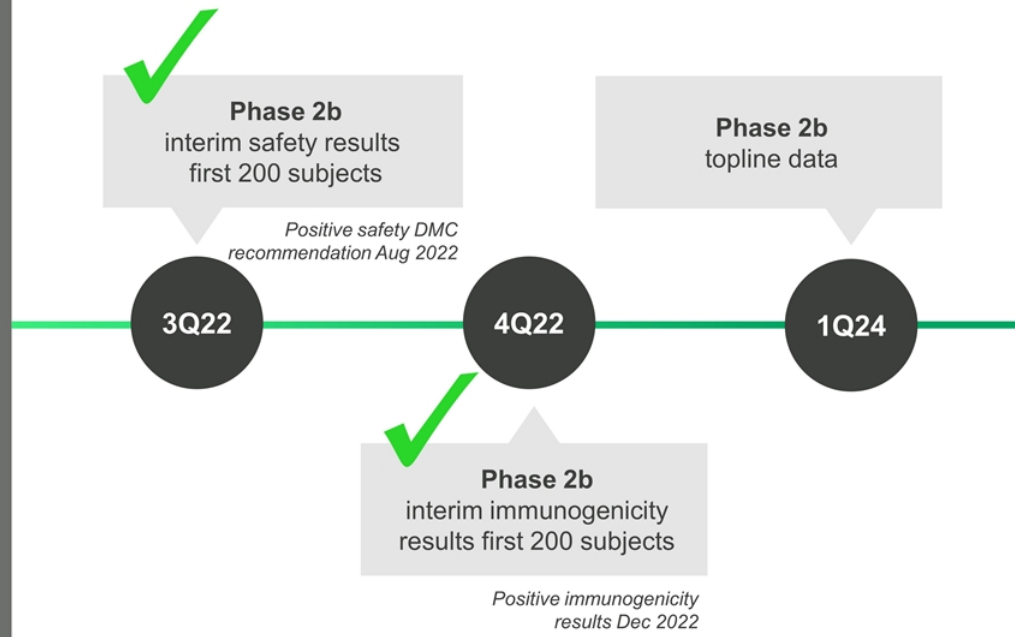 Phase 2b
interim safety results
first 200 subjects
Positive safety DMC
recommendation Aug 2022
Phase 2b
topline data
3Q22
4Q22
1Q24
Phase 2b
interim immunogenicity
results first 200 subjects
Positive immunogenicity
results Dec 2022